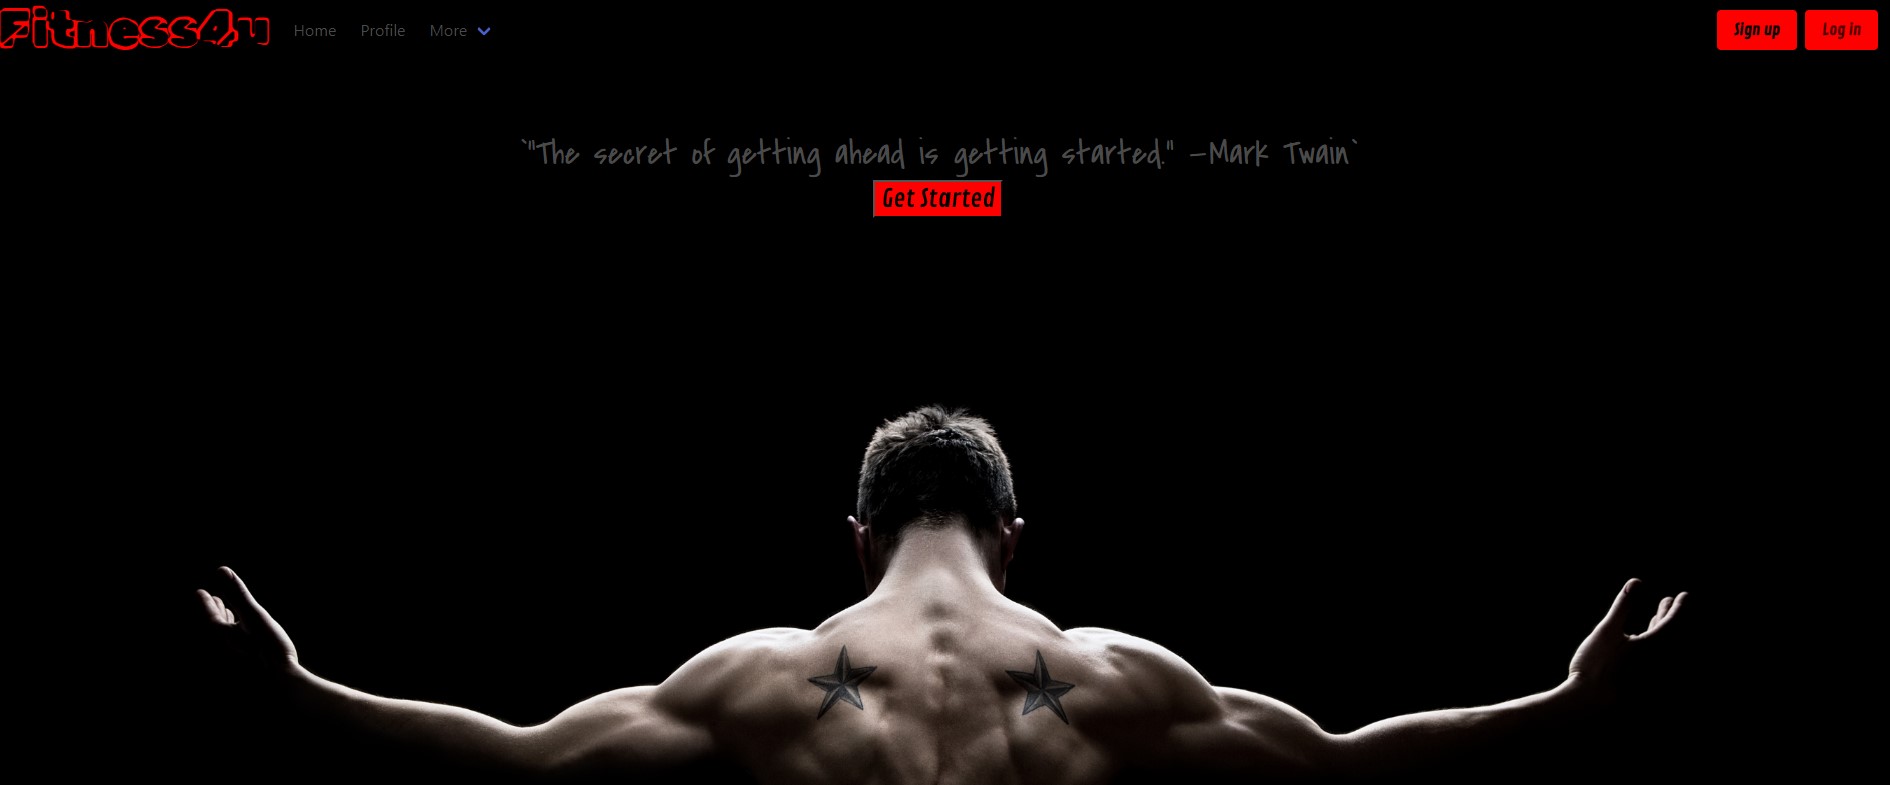 Fitness4u Home Profile More Sign up Log in
`"The secret of getting ahead is getting started." –Mark Twain`
Get Started